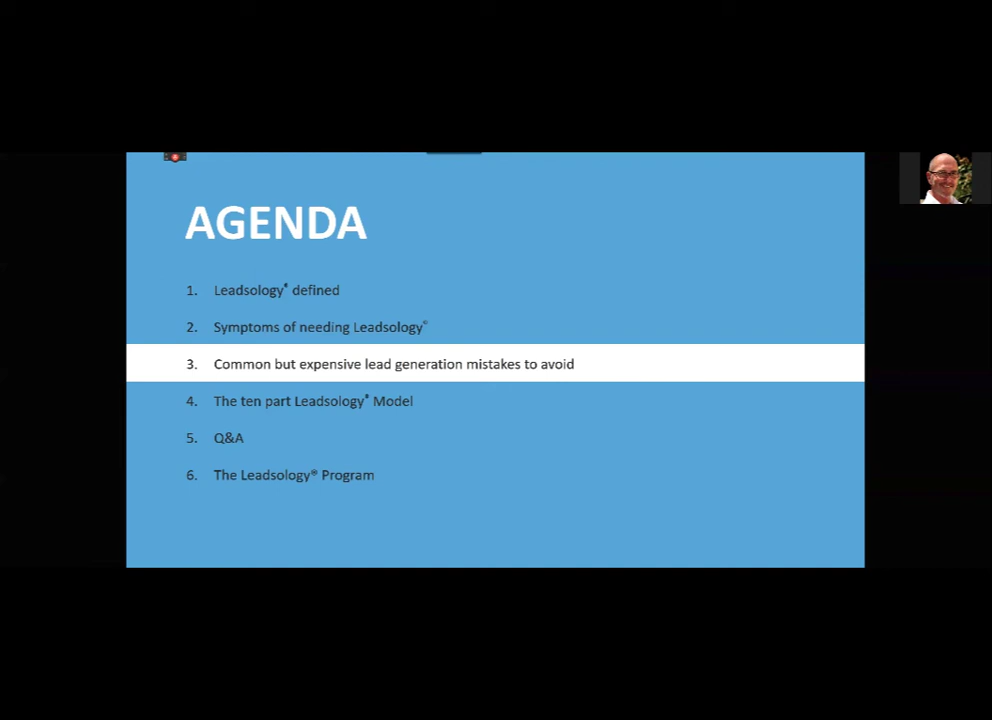 AGENDA
1. Leadsology® defined
2. Symptoms of needing Leadsology®
3. Common but expensive lead generation mistakes to avoid
4. The ten part Leadsology® Model
5. Q&A
6. The Leadsology® Program